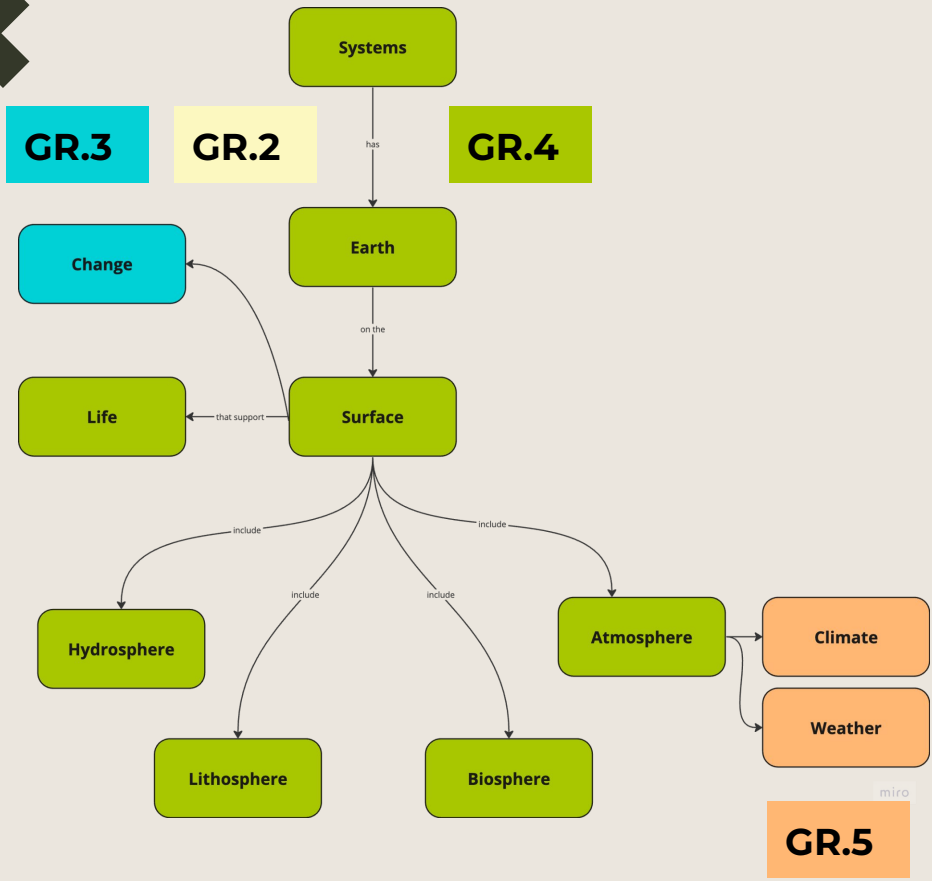 Systems
GR.3
GR.2
has
GR.4
Earth
Change
on the
Life
that support
Surface
include
include
include
include
Hydrosphere
Atmosphere
Climate
Weather
Lithosphere
Biosphere
miro
GR.5